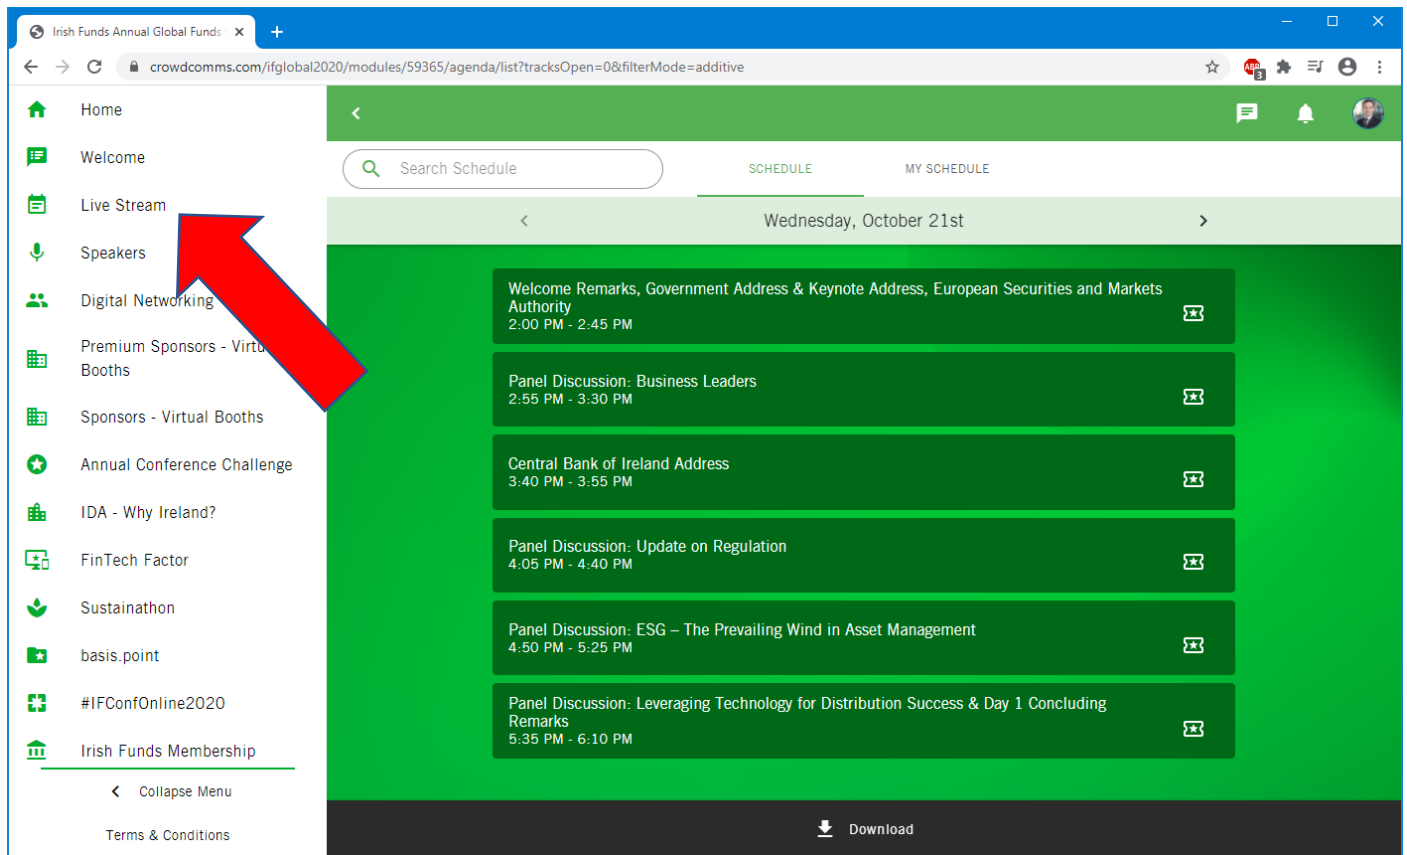 Irish Funds Annual Global Funds
crowdcomms.com/ifglobal2020/modules/59365/agenda/list?tracksOpen=0&filterMode=additive
ABP
3
Home
Welcome
Live Stream
Speakers
Digital Networking
Premium Sponsors - Virtu
Booths
Sponsors - Virtual Booths
Annual Conference Challenge
IDA - Why Ireland?
FinTech Factor
Sustainathon
basis.point
#IFConfOnline2020
Irish Funds Membership
Collapse Menu
Terms & Conditions
Search Schedule
SCHEDULE
MY SCHEDULE
Wednesday, October 21st
Welcome Remarks, Government Address & Keynote Address, European Securities and Markets
Authority
2:00 PM - 2:45 PM
Panel Discussion: Business Leaders
2:55 PM - 3:30 PM
Central Bank of Ireland Address
3:40 PM - 3:55 PM
Panel Discussion: Update on Regulation
4:05 PM - 4:40 PM
Panel Discussion: ESG – The Prevailing Wind in Asset Management
4:50 PM - 5:25 PM
Panel Discussion: Leveraging Technology for Distribution Success & Day 1 Concluding
Remarks
5:35 PM - 6:10 PM
Download